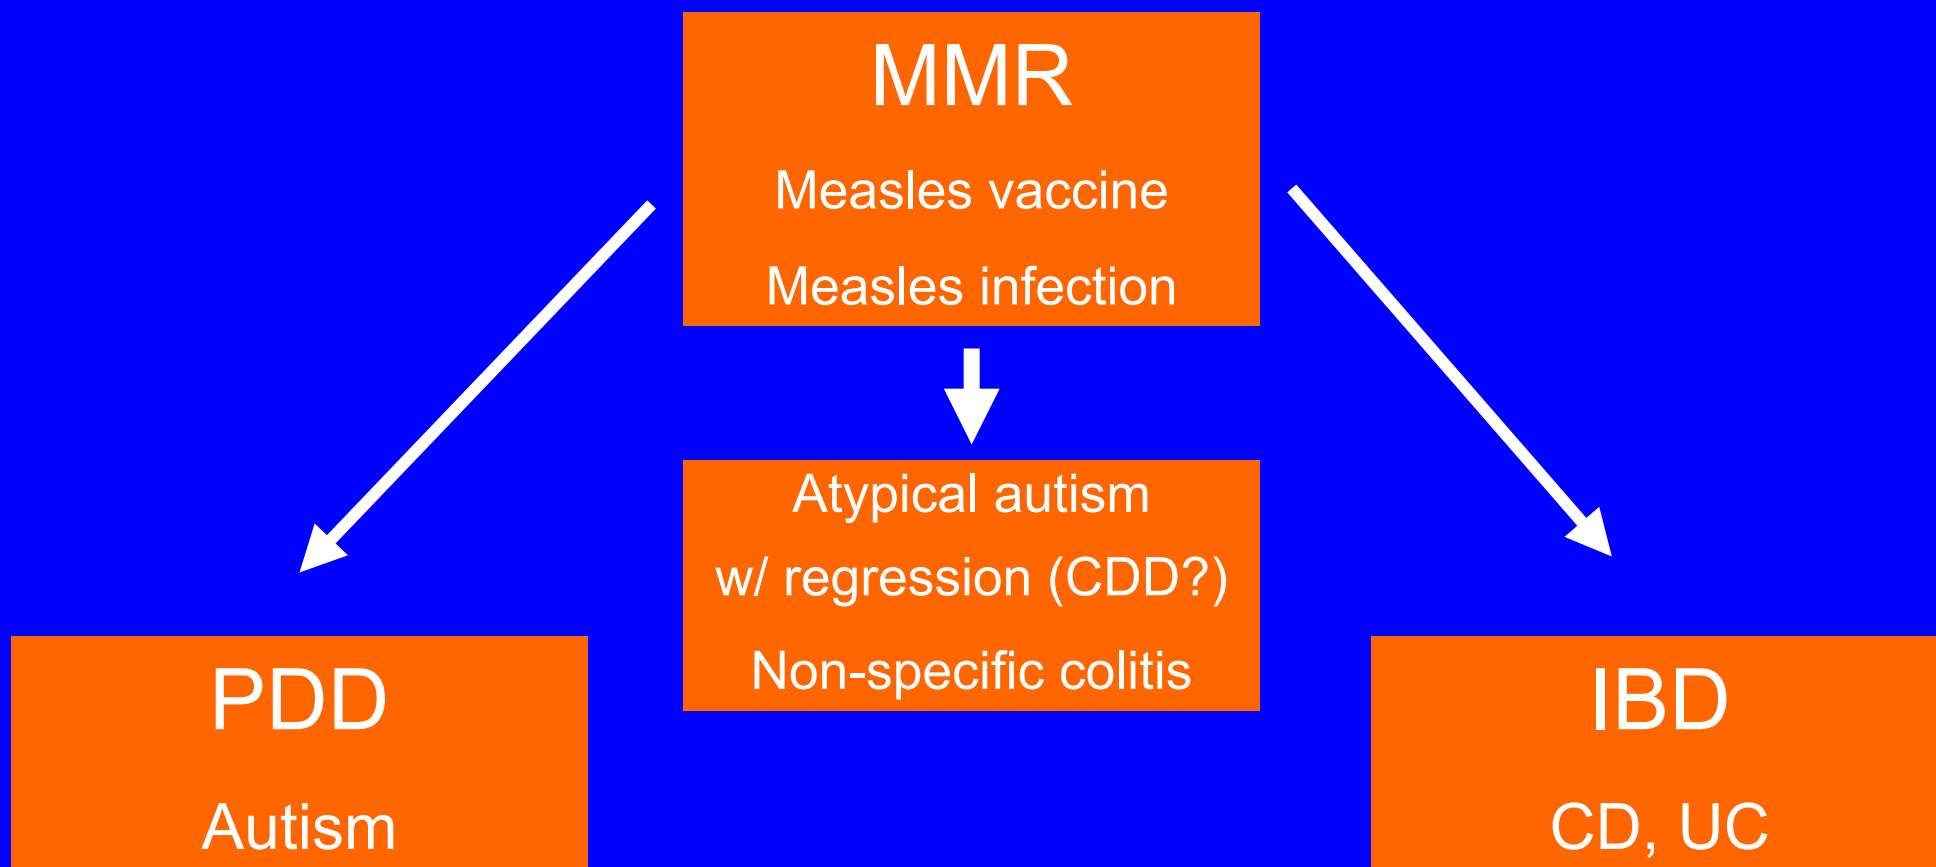 MMR
Measles vaccine
Measles infection
Atypical autism
w/ regression (CDD?)
Non-specific colitis
PDD
Autism
IBD
CD, UC